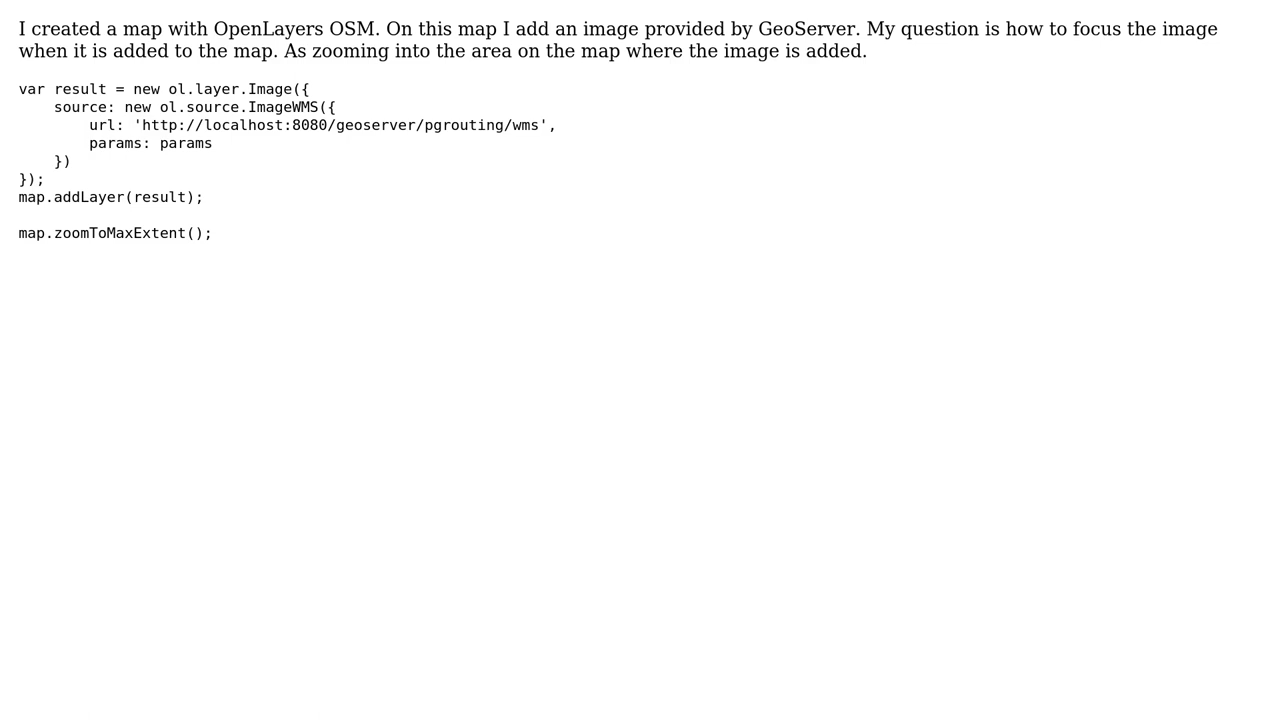 I created a map with OpenLayers OSM. On this map I add an image provided by GeoServer. My question is how to focus the image
when it is added to the map. As zooming into the area on the map where the image is added.
var result = new ol.layer.Image({
    source: new ol.source.ImageWMS({
        url: 'http://localhost:8080/geoserver/pgrouting/wms',
        params: params
    })
});
map.addLayer(result);
map.zoomToMaxExtent();